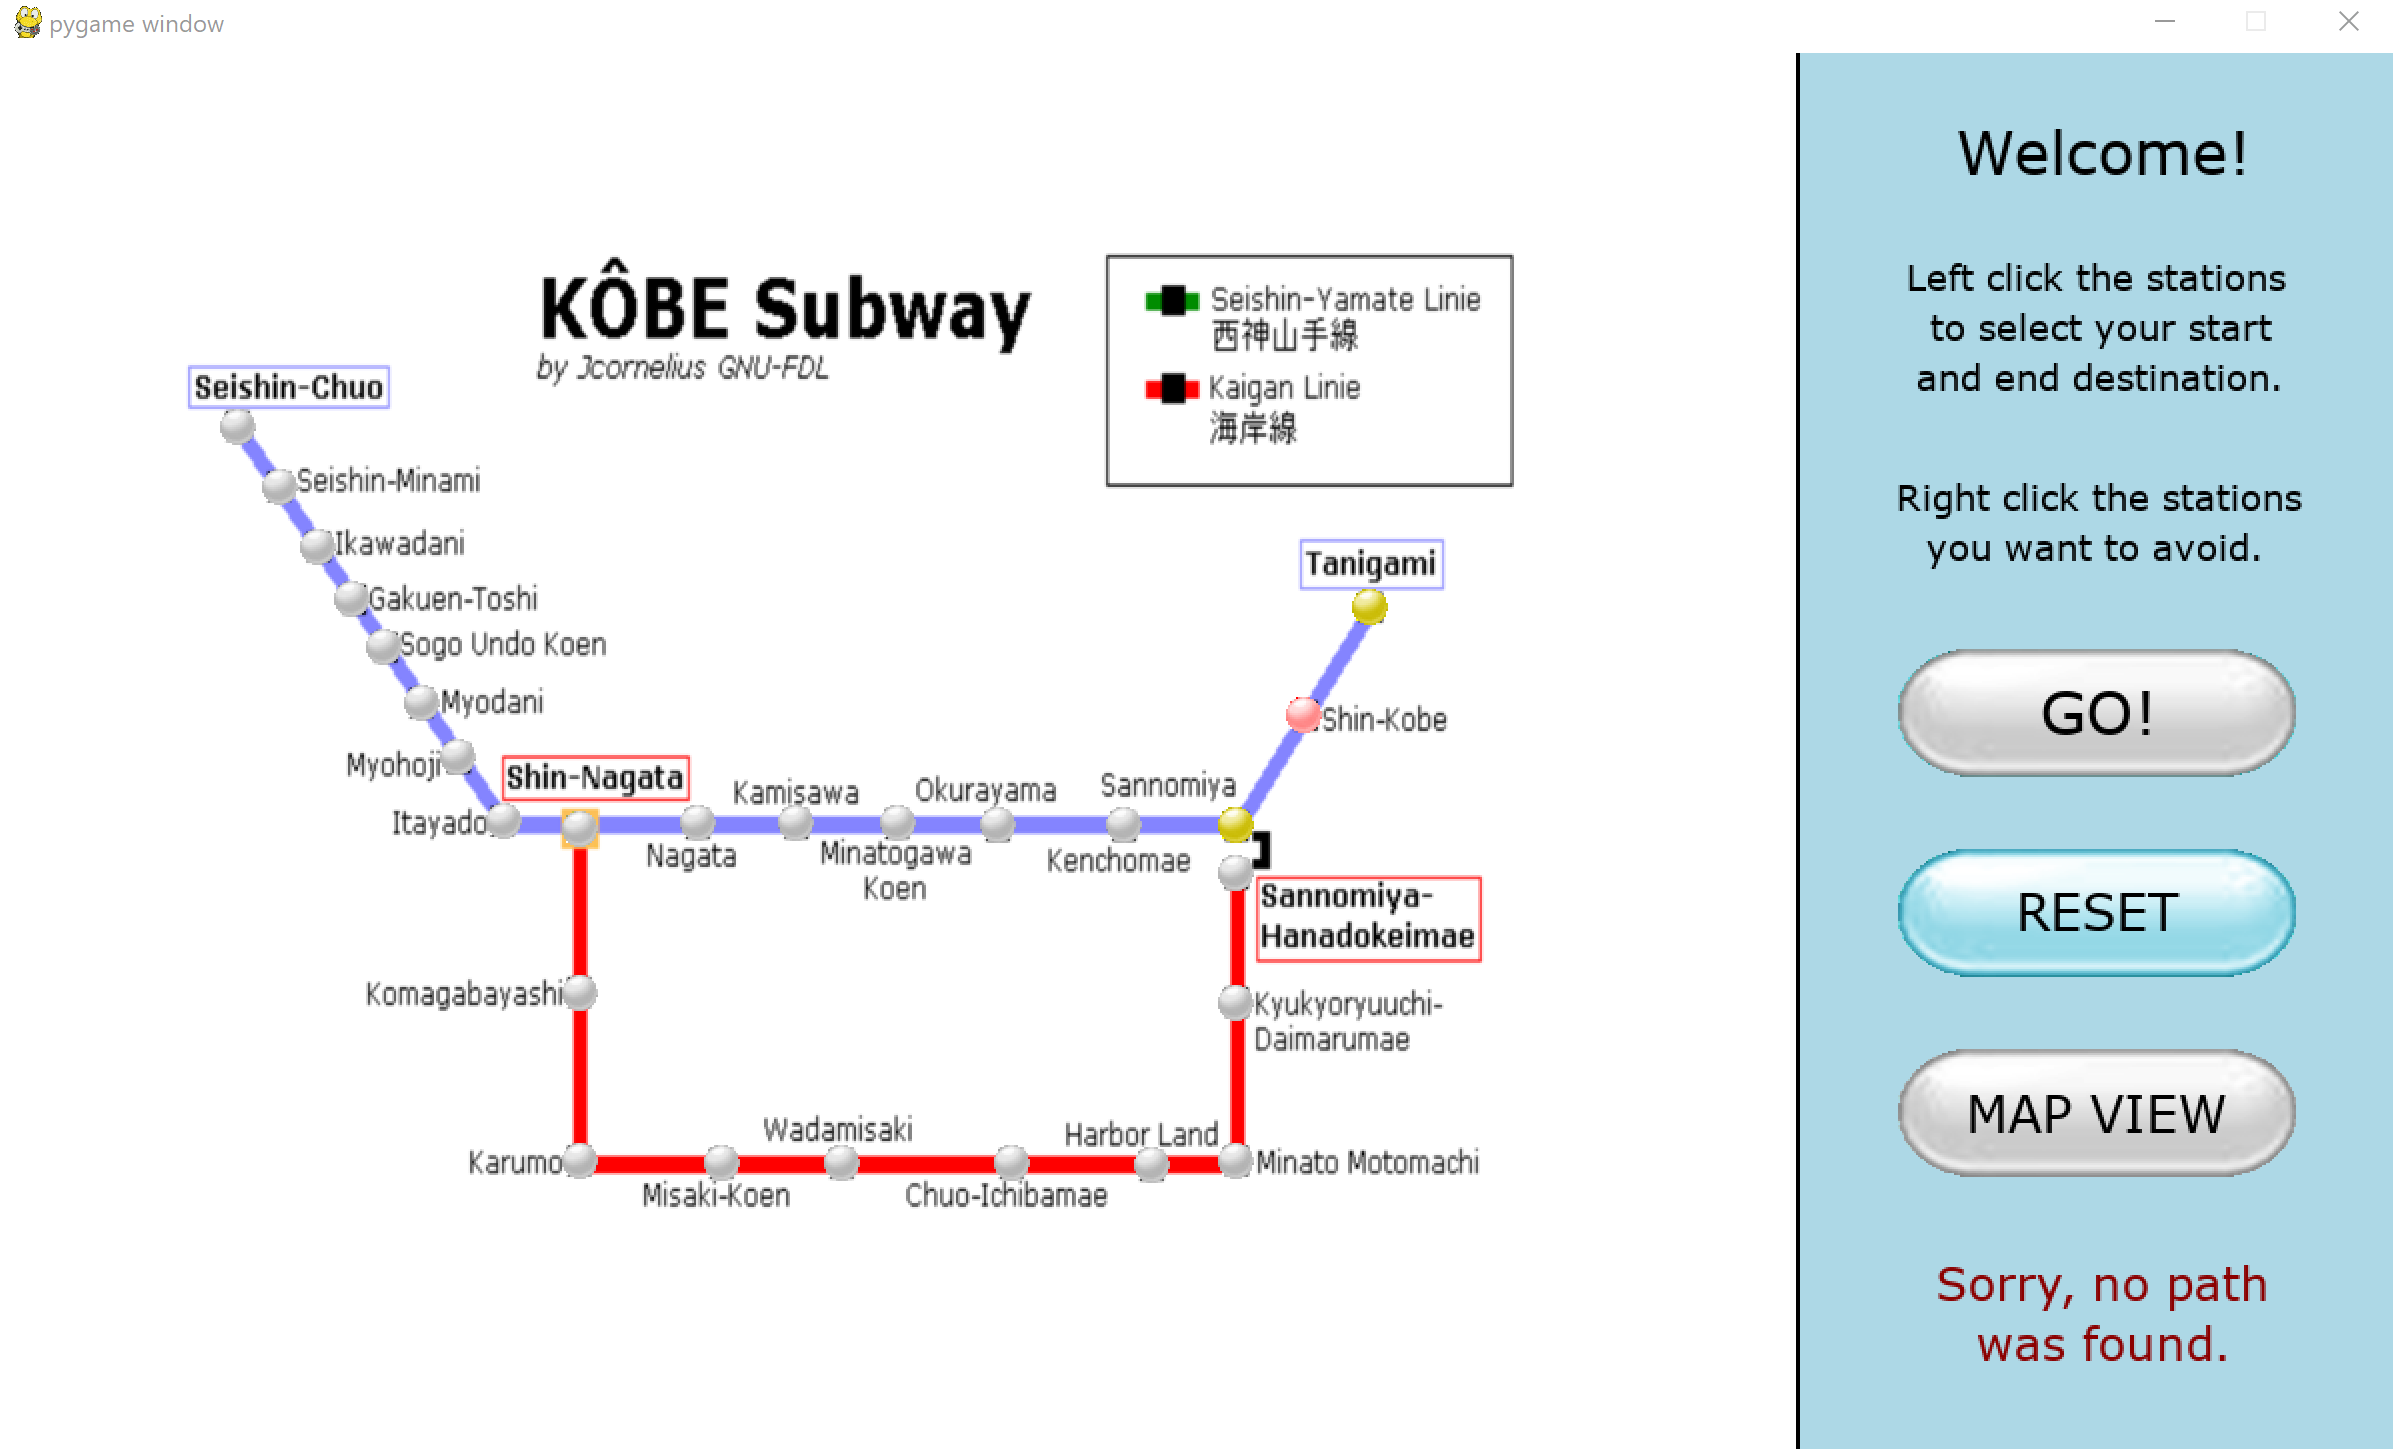 pygame window
KÔBE Subway
by Jcornelius GNU-FDL
Seishin-Yamate Linie
西神山手線
Kaigan Linie
海岸線
Seishin-Chuo
Seishin-Minami
Ikawadani
Gakuen-Toshi
Sogo Undo Koen
Myodani
Myohoji
Itayado
Shin-Nagata
Nagata
Kamisawa
Minatogawa
Koen
Okurayama
Kenchomae
Sannomiya
Shin-Kobe
Tanigami
Sannomiya-
Hanadokeimae
Kyukyoryuuchi-
Daimarumae
Minato Motomachi
Harbor Land
Chuo-Ichibamae
Wadamisaki
Misaki-Koen
Karumo
Komagabayashi
Welcome!
Left click the stations
to select your start
and end destination.
Right click the stations
you want to avoid.
GO!
RESET
MAP VIEW
Sorry, no path
was found.